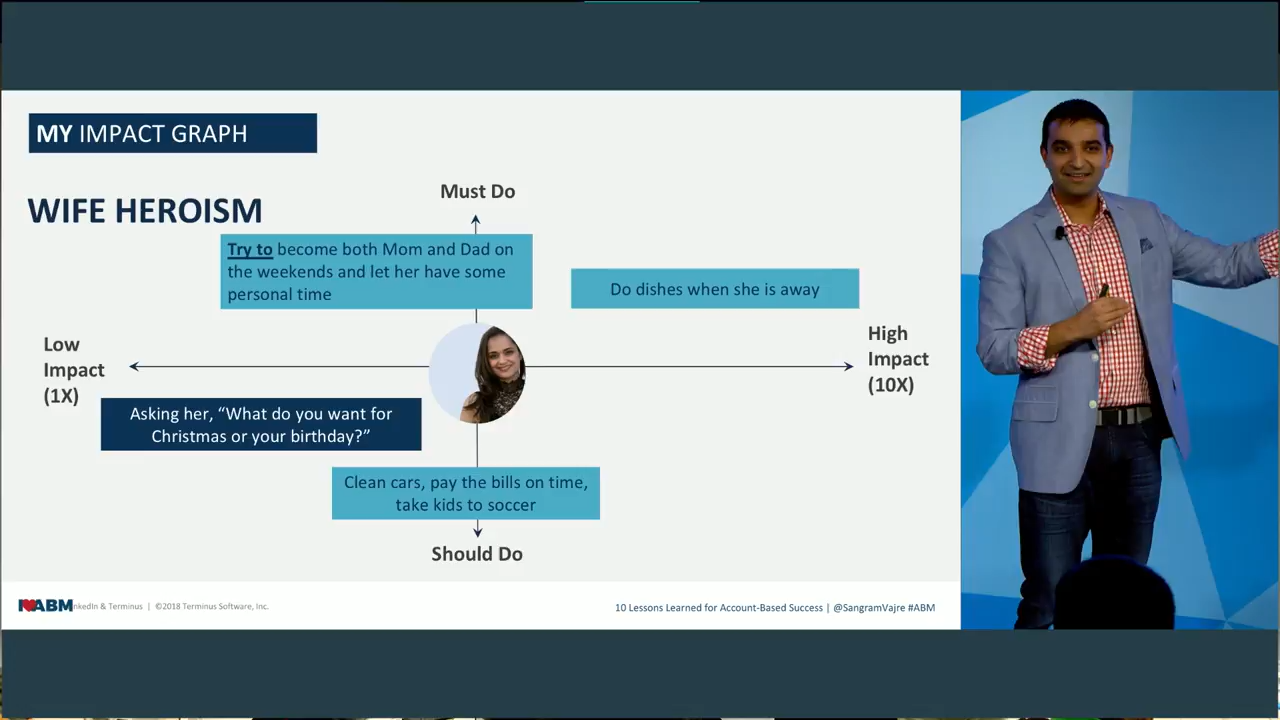 MY IMPACT GRAPH
WIFE HEROISM
Must Do
Try to become both Mom and Dad on
the weekends and let her have some
personal time
Do dishes when she is away
Low
Impact
(1X)
High
Impact
(10X)
Asking her, “What do you want for
Christmas or your birthday?”
Clean cars, pay the bills on time,
take kids to soccer
Should Do
ABM & Terminus | ©2018 Terminus Software, Inc.
10 Lessons Learned for Account-Based Success | @SangramVajre #ABM